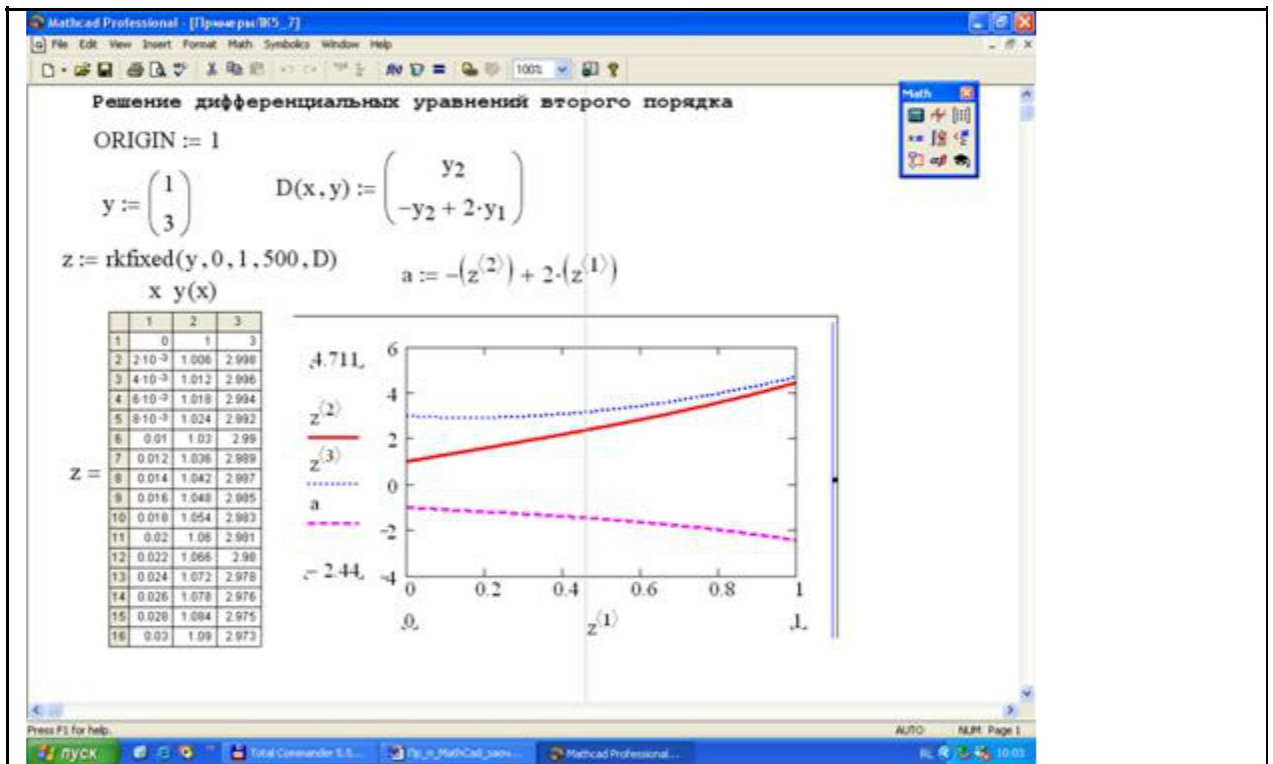 Mathcad Professional - [Примеры ІК5_7]
File Edit View Insert Format Math Symbolics Window Help
100%
Решение дифференциальных уравнений второго порядка
Math
ORIGIN := 1
y := (1 3) D(x,y) := (y2 -y2 + 2·y1)
z := rkfixed(y,0,1,500,D) a := -(z⟨2⟩) + 2·(z⟨1⟩)
x y(x)
1 2 3
1 0 1 3
2 2·10-3 1.006 2.998
3 4·10-3 1.012 2.996
4 6·10-3 1.018 2.994
5 8·10-3 1.024 2.992
6 0.01 1.03 2.99
7 0.012 1.036 2.989
8 0.014 1.042 2.987
9 0.016 1.048 2.985
10 0.018 1.054 2.983
11 0.02 1.06 2.981
12 0.022 1.066 2.98
13 0.024 1.072 2.978
14 0.026 1.078 2.976
15 0.028 1.084 2.975
16 0.03 1.09 2.973
z =
4.711
z⟨2⟩
z⟨3⟩
a
-2.44
6
4
2
0
-2
-4
0 0.2 0.4 0.6 0.8 1
0 z⟨1⟩ 1
Press F1 for help.
AUTO NUM Page 1
пуск
Total Commander 5.5...
Mathcad Professional...
RL 10:03